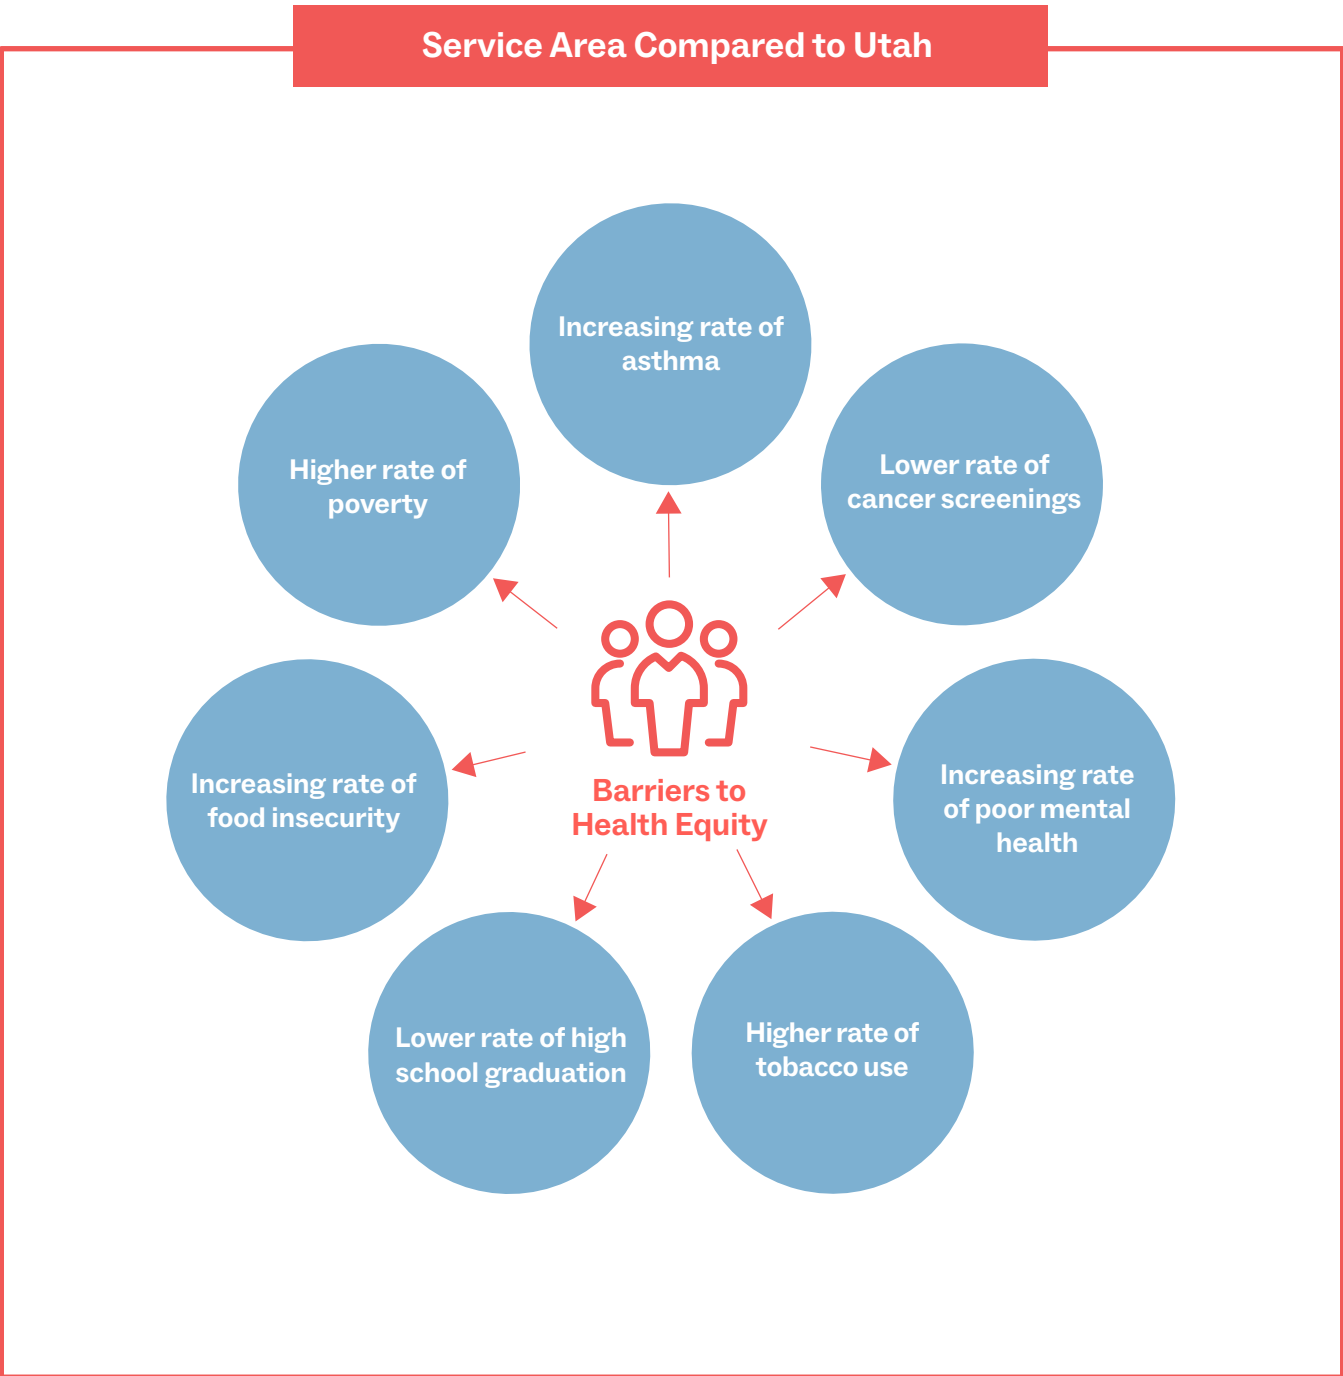 Service Area Compared to Utah
Increasing rate of
asthma
Lower rate of
cancer screenings
Increasing rate
of poor mental
health
Higher rate of
tobacco use
Lower rate of high
school graduation
Increasing rate of
food insecurity
Higher rate of
poverty
Barriers to
Health Equity